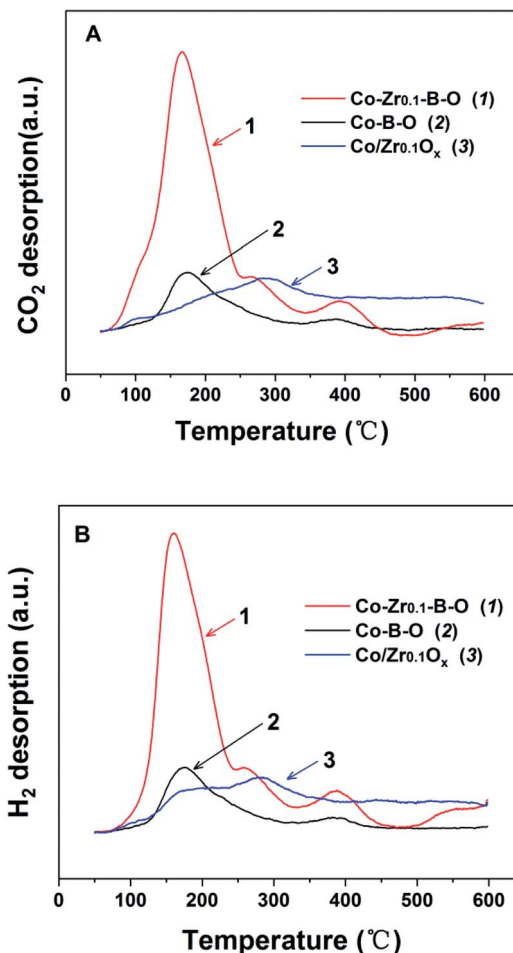 A
Co-Zr0.1-B-O (1)
Co-B-O (2)
Co/Zr0.1Ox (3)
1
2
3
CO2 desorption(a.u.)
0 100 200 300 400 500 600
Temperature (℃)
B
Co-Zr0.1-B-O (1)
Co-B-O (2)
Co/Zr0.1Ox (3)
1
2
3
H2 desorption (a.u.)
0 100 200 300 400 500 600
Temperature (℃)